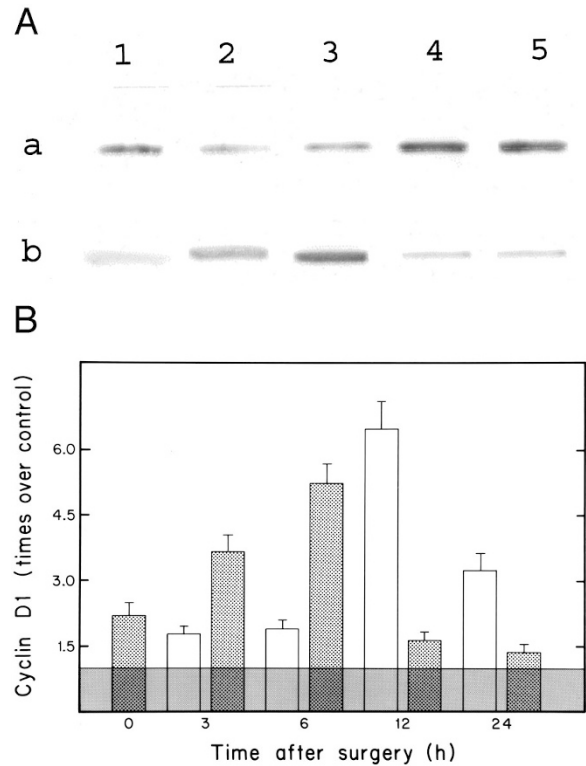 A
1 2 3 4 5
a
b
B
Cyclin D1 (times over control)
6.0
4.5
3.0
1.5
0 3 6 12 24
Time after surgery (h)